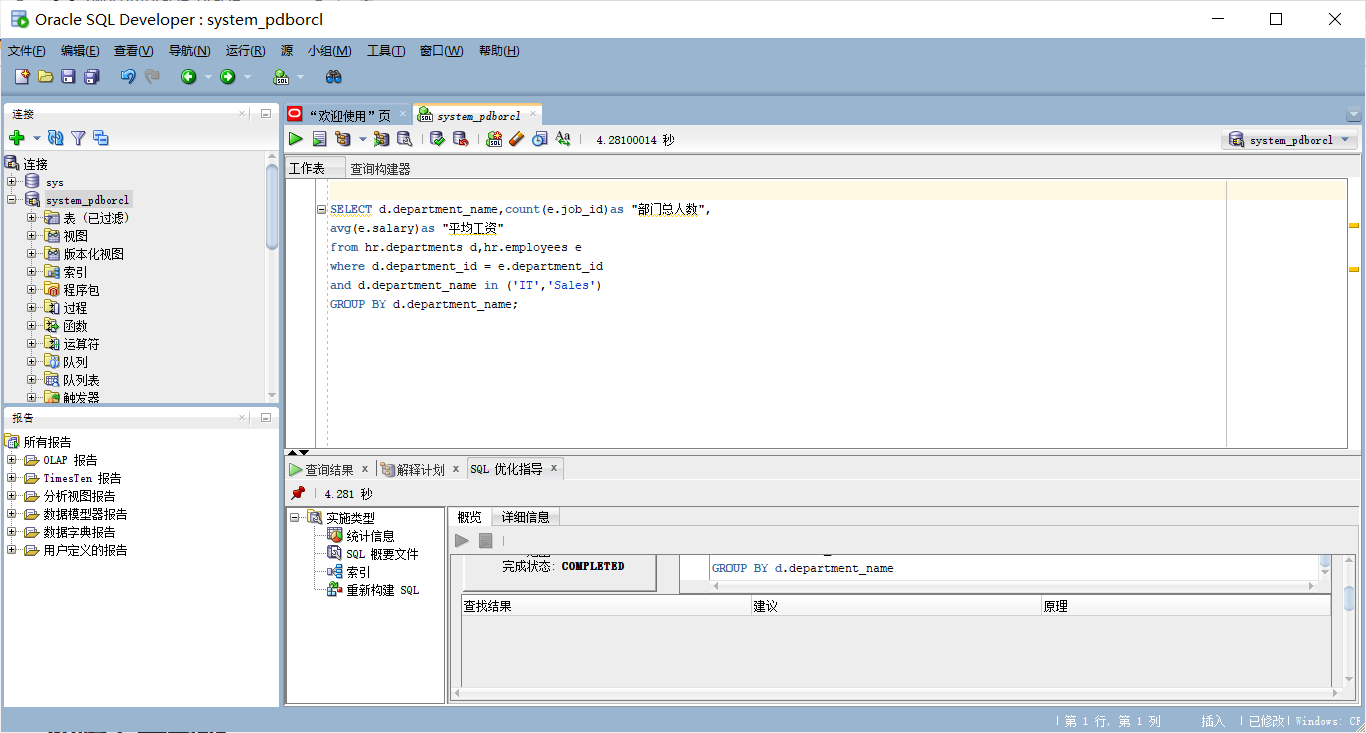 Oracle SQL Developer : system_pdborcl
文件(F) 编辑(E) 查看(V) 导航(N) 运行(R) 源 小组(M) 工具(T) 窗口(W) 帮助(H)
连接
连接
sys
system_pdborcl
表 (已过滤)
视图
版本化视图
索引
程序包
过程
函数
运算符
队列
队列表
触发器
报告
所有报告
OLAP 报告
TimesTen 报告
分析视图报告
数据模型器报告
数据字典报告
用户定义的报告
“欢迎使用”页 system_pdborcl
4.28100014 秒 system_pdborcl
工作表 查询构建器
SELECT d.department_name,count(e.job_id)as "部门总人数",
avg(e.salary)as "平均工资"
from hr.departments d,hr.employees e
where d.department_id = e.department_id
and d.department_name in ('IT','Sales')
GROUP BY d.department_name;
查询结果 x 解释计划 x SQL 优化指导 x
4.281 秒
实施类型
统计信息
SQL 概要文件
索引
重新构建 SQL
概览 详细信息
完成状态: COMPLETED
GROUP BY d.department_name
查找结果 建议 原理
第 1 行, 第 1 列 插入 已修改 Windows: